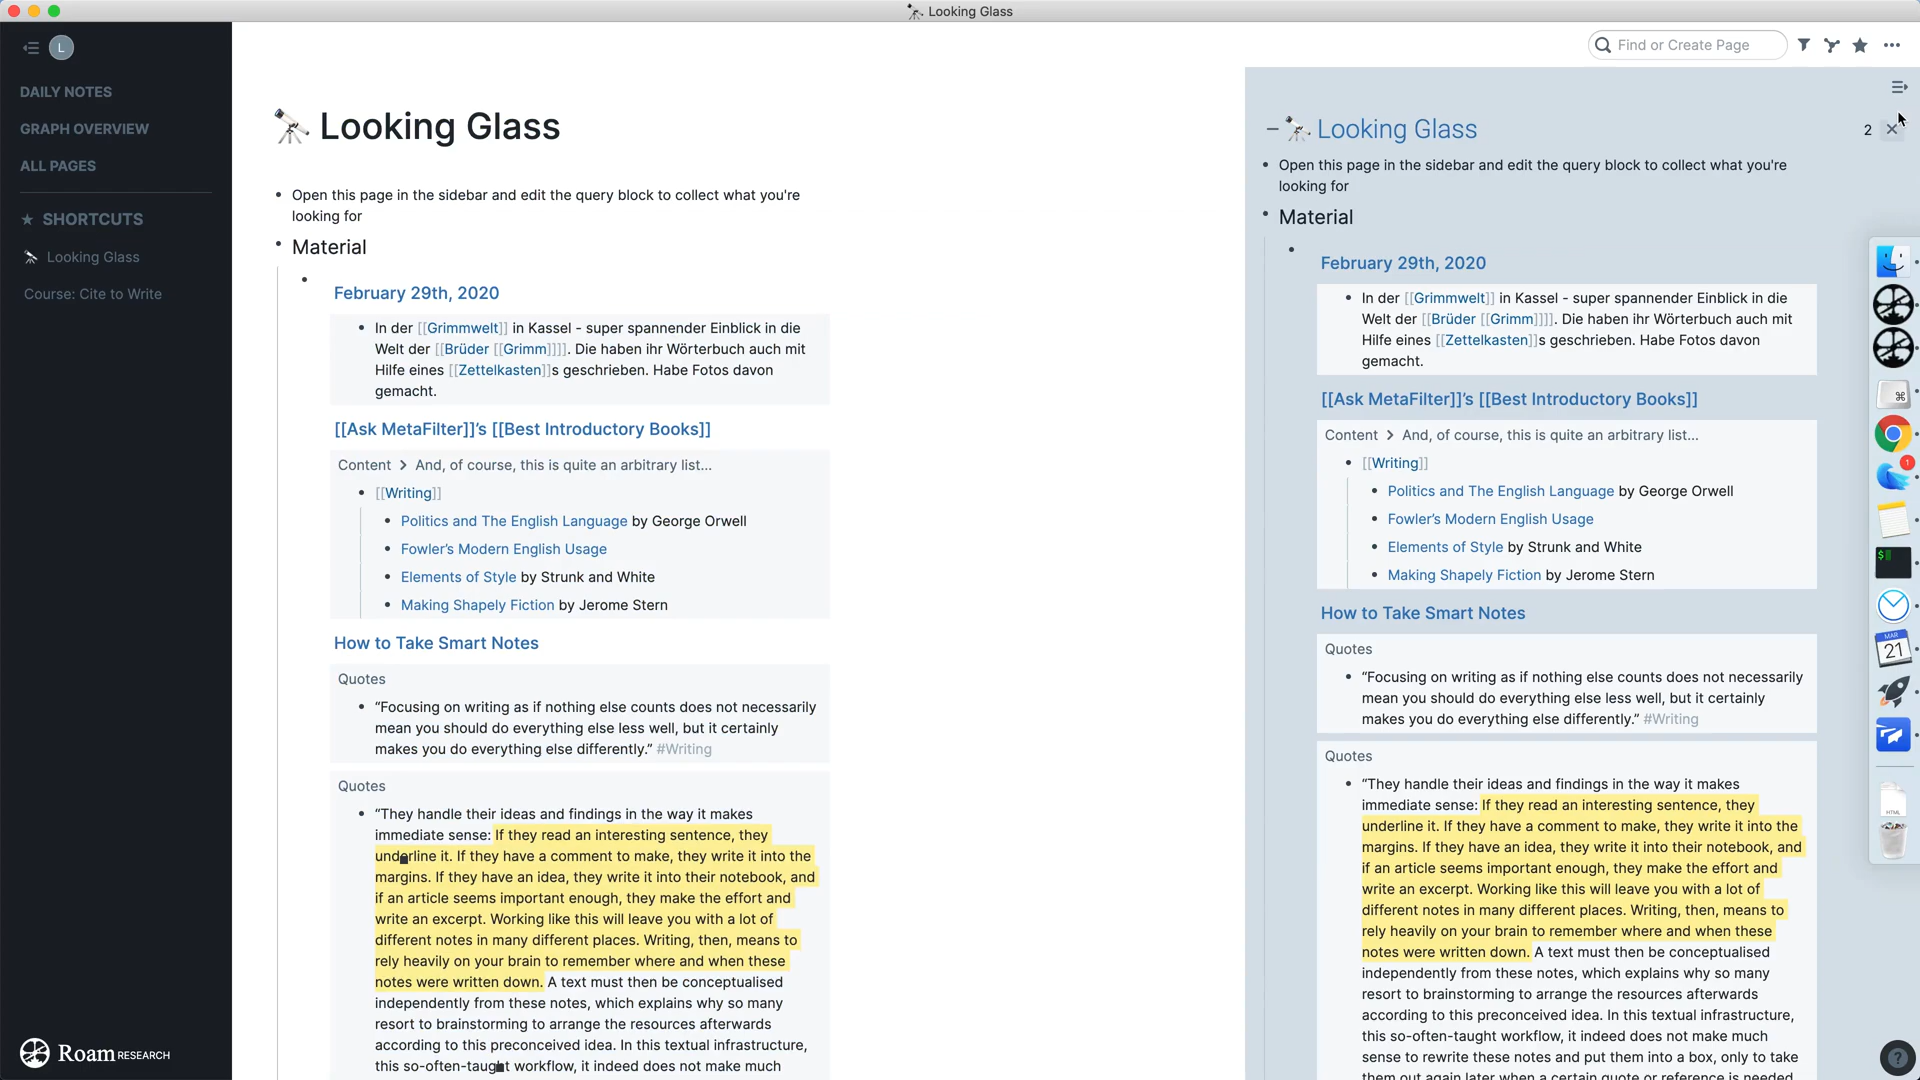 Looking Glass
L
DAILY NOTES
GRAPH OVERVIEW
ALL PAGES
SHORTCUTS
Looking Glass
Course: Cite to Write
Roam RESEARCH
Find or Create Page
Looking Glass
Open this page in the sidebar and edit the query block to collect what you're
looking for
Material
February 29th, 2020
In der [[Grimmwelt]] in Kassel - super spannender Einblick in die
Welt der [[Brüder [[Grimm]]]]. Die haben ihr Wörterbuch auch mit
Hilfe eines [[Zettelkasten]]s geschrieben. Habe Fotos davon
gemacht.
[[Ask MetaFilter]]’s [[Best Introductory Books]]
Content > And, of course, this is quite an arbitrary list...
[[Writing]]
Politics and The English Language by George Orwell
Fowler’s Modern English Usage
Elements of Style by Strunk and White
Making Shapely Fiction by Jerome Stern
How to Take Smart Notes
Quotes
“Focusing on writing as if nothing else counts does not necessarily
mean you should do everything else less well, but it certainly
makes you do everything else differently.” #Writing
Quotes
“They handle their ideas and findings in the way it makes
immediate sense: If they read an interesting sentence, they
underline it. If they have a comment to make, they write it into the
margins. If they have an idea, they write it into their notebook, and
if an article seems important enough, they make the effort and
write an excerpt. Working like this will leave you with a lot of
different notes in many different places. Writing, then, means to
rely heavily on your brain to remember where and when these
notes were written down. A text must then be conceptualised
independently from these notes, which explains why so many
resort to brainstorming to arrange the resources afterwards
according to this preconceived idea. In this textual infrastructure,
this so-often-taught workflow, it indeed does not make much
Looking Glass
2
Open this page in the sidebar and edit the query block to collect what you're
looking for
Material
February 29th, 2020
In der [[Grimmwelt]] in Kassel - super spannender Einblick in die
Welt der [[Brüder [[Grimm]]]]. Die haben ihr Wörterbuch auch mit
Hilfe eines [[Zettelkasten]]s geschrieben. Habe Fotos davon
gemacht.
[[Ask MetaFilter]]’s [[Best Introductory Books]]
Content > And, of course, this is quite an arbitrary list...
[[Writing]]
Politics and The English Language by George Orwell
Fowler’s Modern English Usage
Elements of Style by Strunk and White
Making Shapely Fiction by Jerome Stern
How to Take Smart Notes
Quotes
“Focusing on writing as if nothing else counts does not necessarily
mean you should do everything else less well, but it certainly
makes you do everything else differently.” #Writing
Quotes
“They handle their ideas and findings in the way it makes
immediate sense: If they read an interesting sentence, they
underline it. If they have a comment to make, they write it into the
margins. If they have an idea, they write it into their notebook, and
if an article seems important enough, they make the effort and
write an excerpt. Working like this will leave you with a lot of
different notes in many different places. Writing, then, means to
rely heavily on your brain to remember where and when these
notes were written down. A text must then be conceptualised
independently from these notes, which explains why so many
resort to brainstorming to arrange the resources afterwards
according to this preconceived idea. In this textual infrastructure,
this so-often-taught workflow, it indeed does not make much
sense to rewrite these notes and put them into a box, only to take
them out again later when a certain quote or reference is needed
1
$
MAR
21
HTML
?